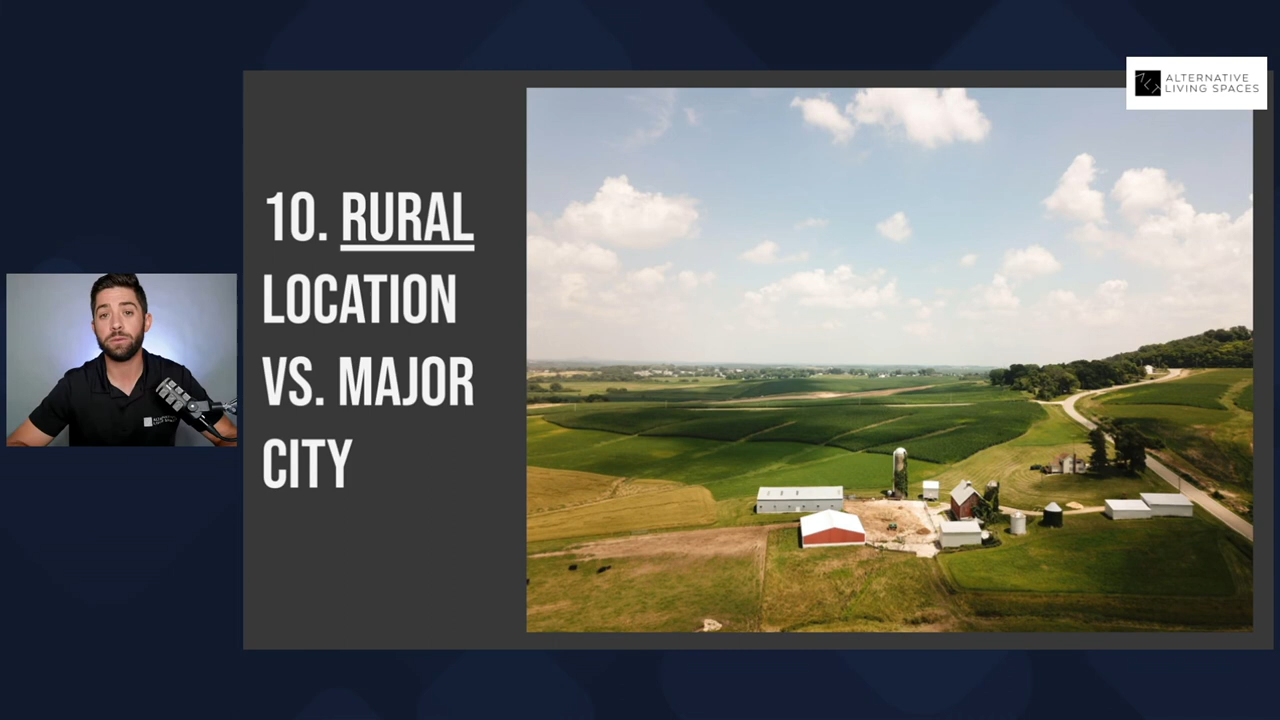 ALTERNATIVE
LIVING SPACES
10. RURAL
LOCATION
VS. MAJOR
CITY